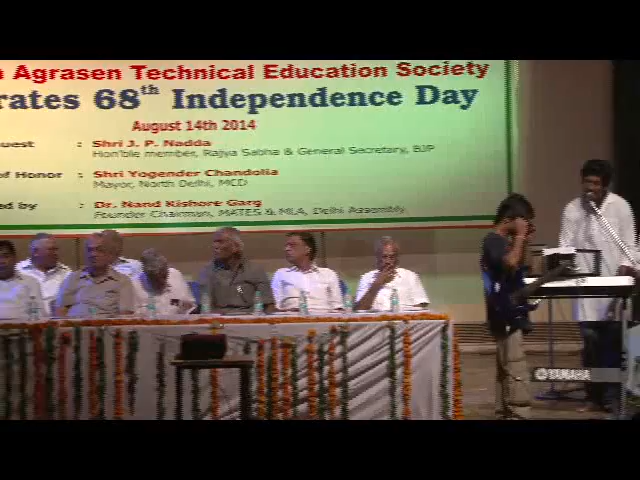 Agrasen Technical Education Society
rates 68th Independence Day
August 14th 2014
uest : Shri J. P. Nadda
Hon'ble member, Rajya Sabha & General Secretary, BJP
of Honor : Shri Yogender Chandolia
Mayor, North Delhi, MCD
ed by : Dr. Nand Kishore Garg
Founder Chairman, MATES & MLA, Delhi Assembly
YAMAHA